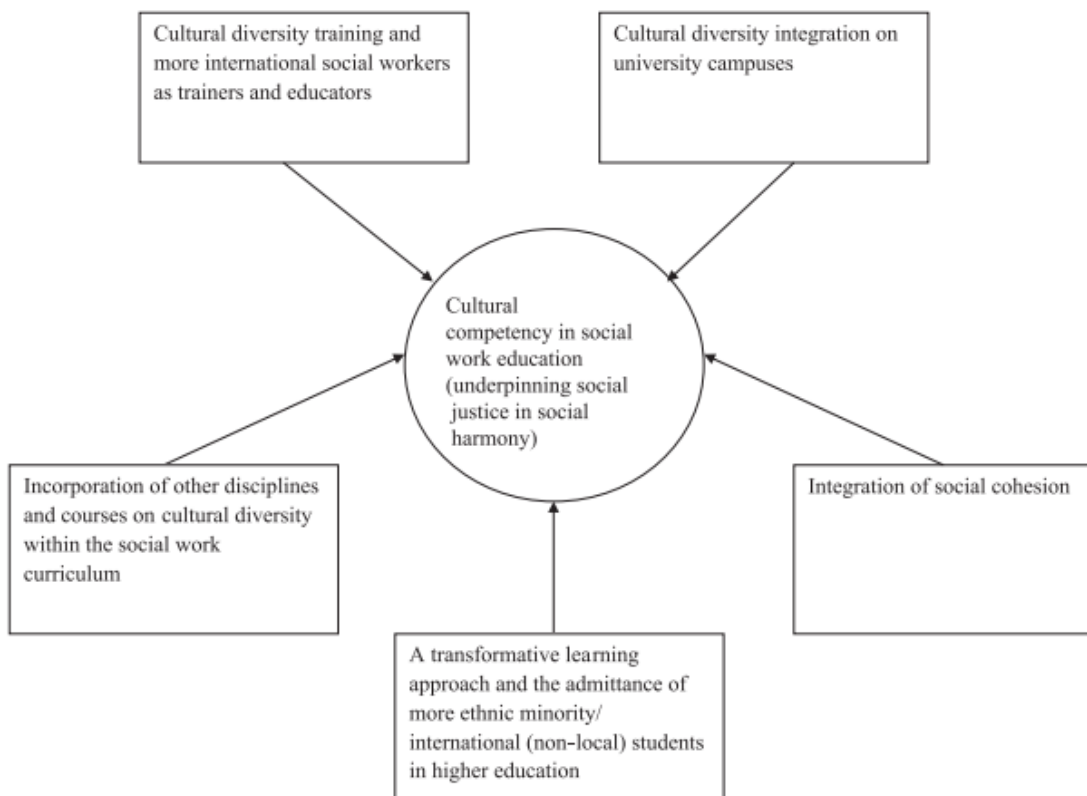 Cultural diversity training and
more international social workers
as trainers and educators
Cultural diversity integration on
university campuses
Cultural
competency in social
work education
(underpinning social
justice in social
harmony)
Incorporation of other disciplines
and courses on cultural diversity
within the social work
curriculum
Integration of social cohesion
A transformative learning
approach and the admittance of
more ethnic minority/
international (non-local) students
in higher education